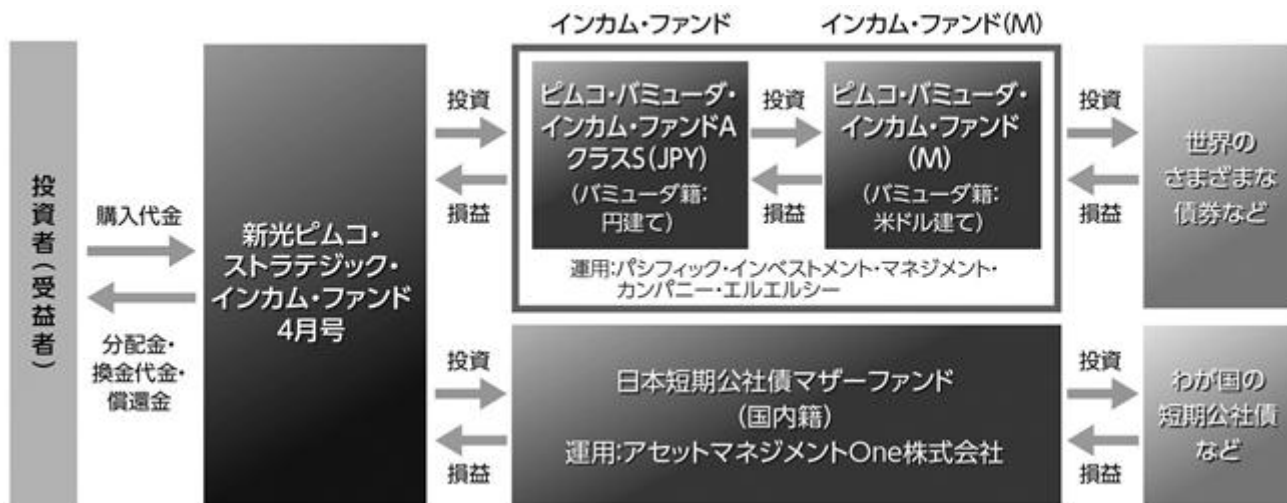 投資者(受益者)
購入代金
分配金・
換金代金・
償還金
新光ピムコ・
ストラテジック・
インカム・ファンド
4月号
投資
損益
インカム・ファンド
ピムコ・バミューダ・
インカム・ファンドA
クラスS(JPY)
(バミューダ籍:
円建て)
投資
損益
インカム・ファンド(M)
ピムコ・バミューダ・
インカム・ファンド
(M)
(バミューダ籍:
米ドル建て)
運用:パシフィック・インベストメント・マネジメント・
カンパニー・エルエルシー
投資
損益
世界の
さまざまな
債券など
投資
損益
日本短期公社債マザーファンド
(国内籍)
運用:アセットマネジメントOne株式会社
投資
損益
わが国の
短期公社債
など